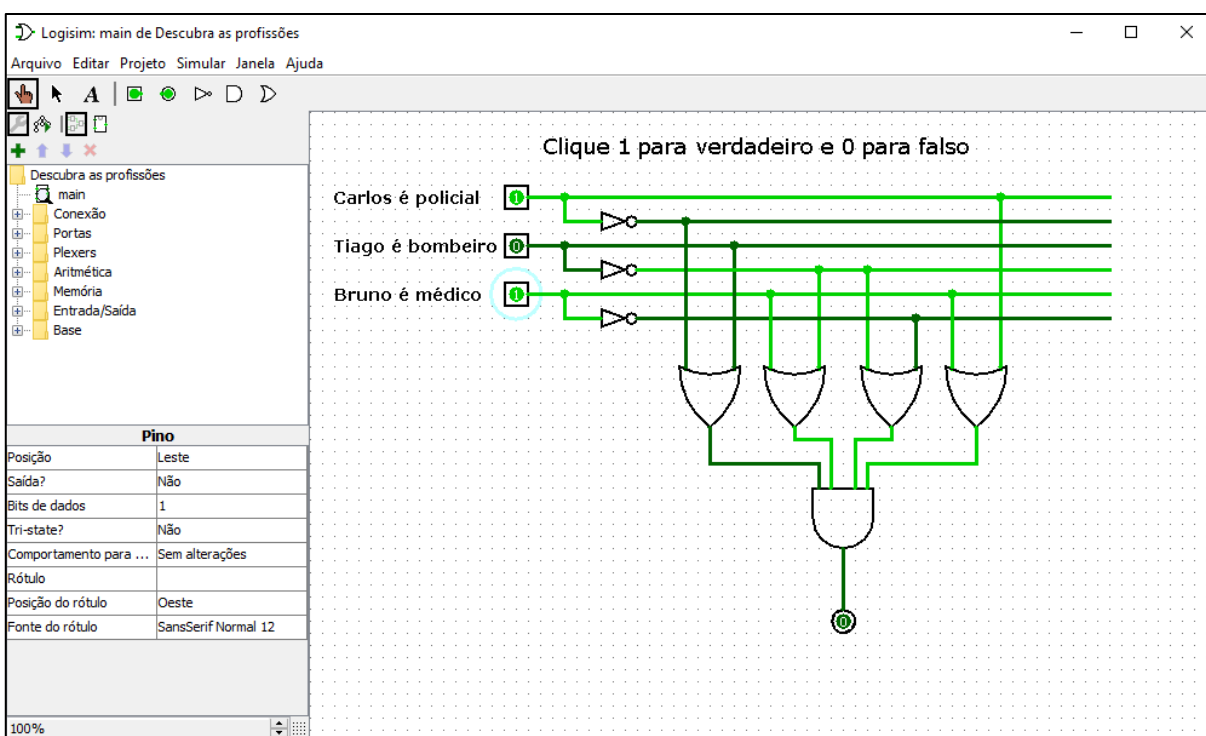 Logisim: main de Descubra as profissões
Arquivo Editar Projeto Simular Janela Ajuda
A
Descubra as profissões
main
Conexão
Portas
Plexers
Aritmética
Memória
Entrada/Saída
Base
Pino
Posição Leste
Saída? Não
Bits de dados 1
Tri-state? Não
Comportamento para ... Sem alterações
Rótulo
Posição do rótulo Oeste
Fonte do rótulo SansSerif Normal 12
100%
Clique 1 para verdadeiro e 0 para falso
Carlos é policial 1
Tiago é bombeiro 0
Bruno é médico 1
0